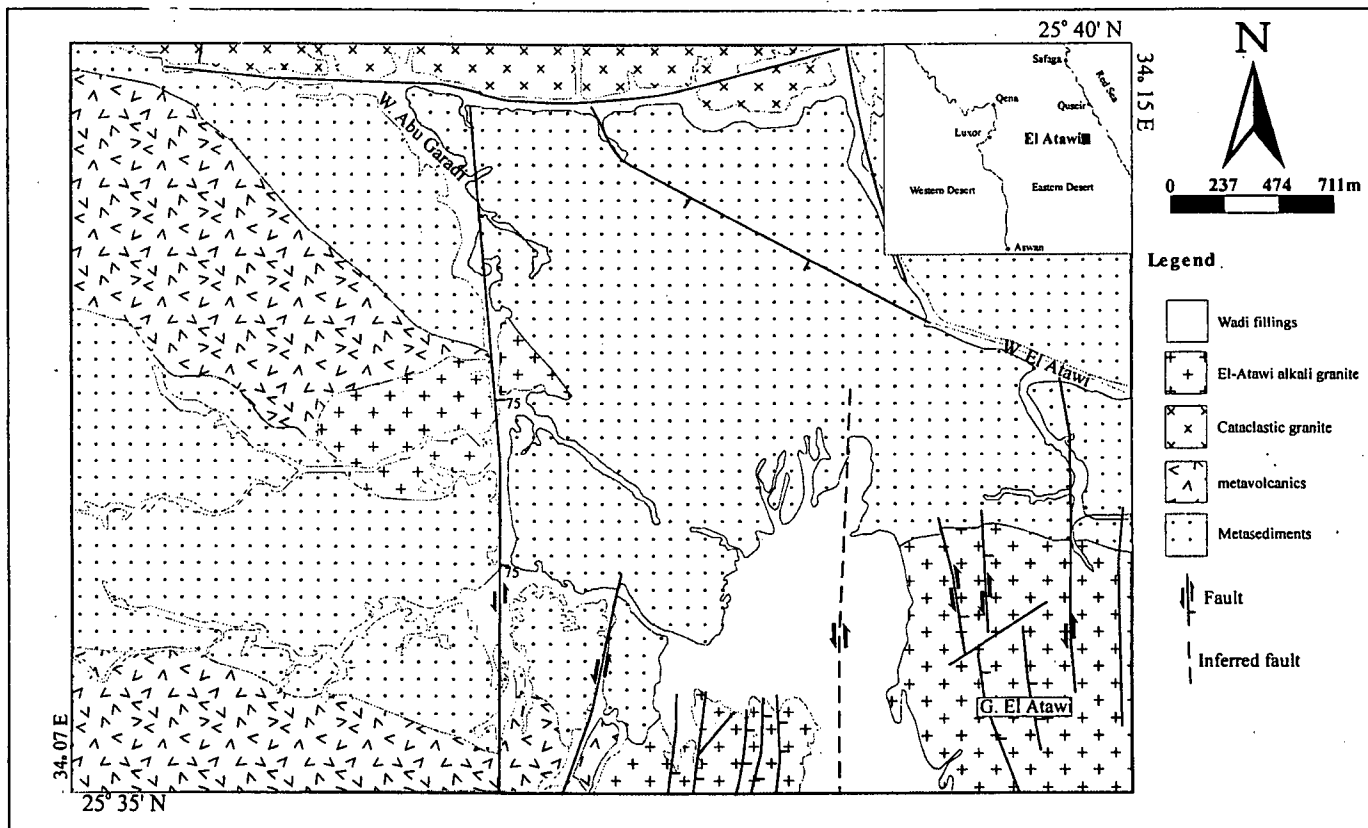 25° 40' N
34° 15 E
Safaga
Red Sea
Qena
Quseir
Luxor
El Atawi
Western Desert
Eastern Desert
Aswan
N
0 237 474 711m
W. Abu Garadi
W. El Atawi
75
75
G. El Atawi
34° 07 E
25° 35' N
Legend
Wadi fillings
El-Atawi alkali granite
Cataclastic granite
metavolcanics
Metasediments
Fault
Inferred fault